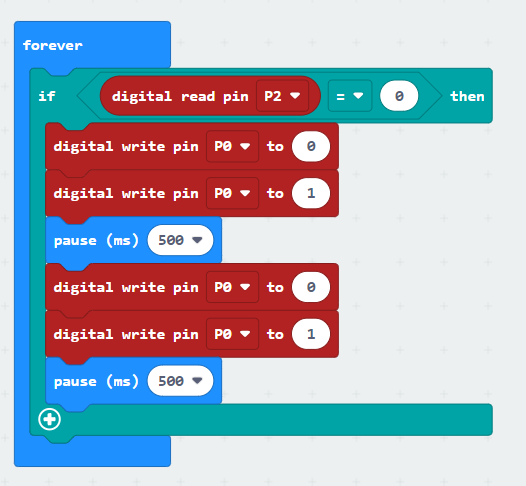 forever
if digital read pin P2 = 0 then
digital write pin P0 to 0
digital write pin P0 to 1
pause (ms) 500
digital write pin P0 to 0
digital write pin P0 to 1
pause (ms) 500